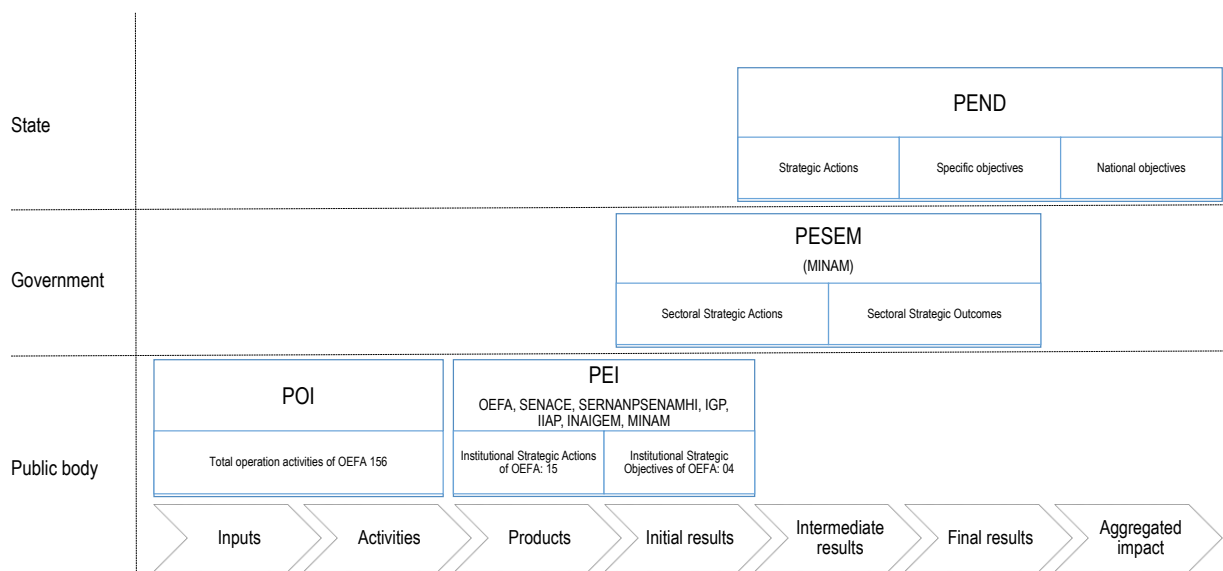 State
PEND
Strategic Actions
Specific objectives
National objectives
Government
PESEM
(MINAM)
Sectoral Strategic Actions
Sectoral Strategic Outcomes
Public body
POI
Total operation activities of OEFA 156
PEI
OEFA, SENACE, SERNANPSENAMHI, IGP,
IIAP, INAIGEM, MINAM
Institutional Strategic Actions
of OEFA: 15
Institutional Strategic
Objectives of OEFA: 04
Inputs
Activities
Products
Initial results
Intermediate
results
Final results
Aggregated
impact